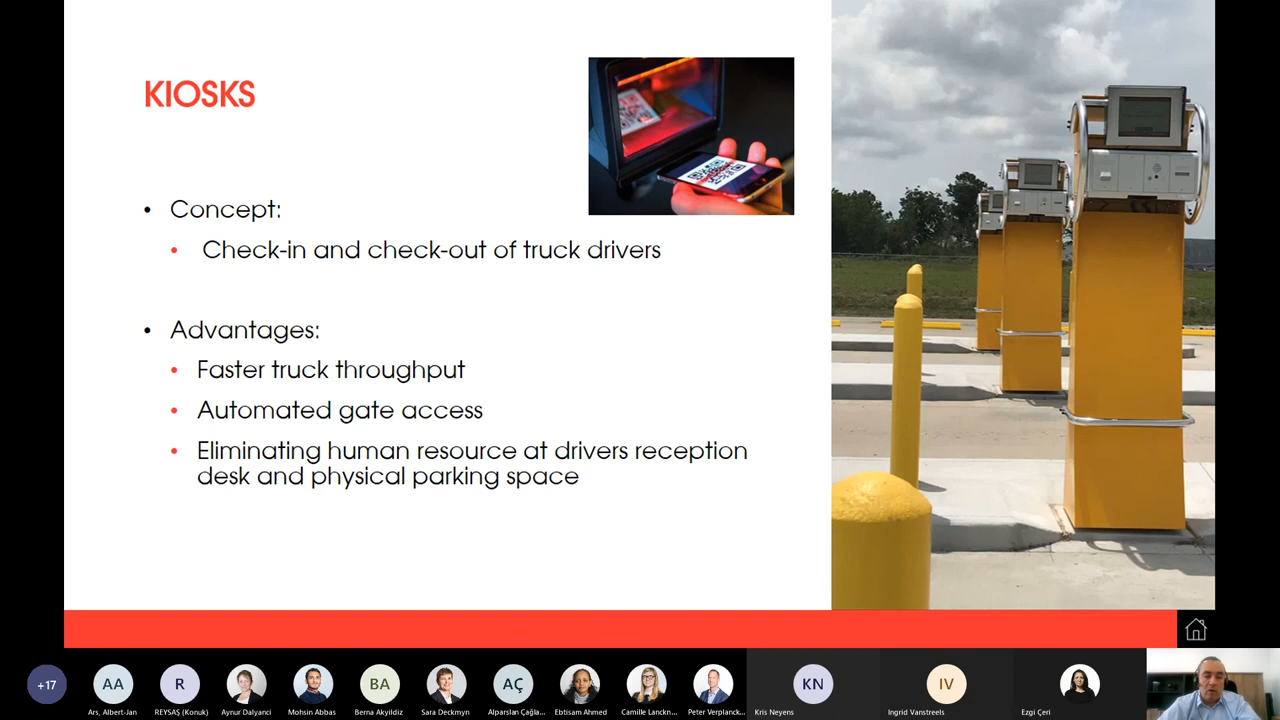 KIOSKS
• Concept:
• Check-in and check-out of truck drivers
• Advantages:
• Faster truck throughput
• Automated gate access
• Eliminating human resource at drivers reception
desk and physical parking space
+17
AA
R
BA
AÇ
KN
IV
Ars, Albert-Jan
REYSAŞ (Konuk)
Aynur Dalyanci
Mohsin Abbas
Berna Akyildiz
Sara Deckmyn
Alparslan Çağla...
Ebtisam Ahmed
Camille Lanckn...
Peter Verplanck...
Kris Neyens
Ingrid Vanstreels
Ezgi Çeri